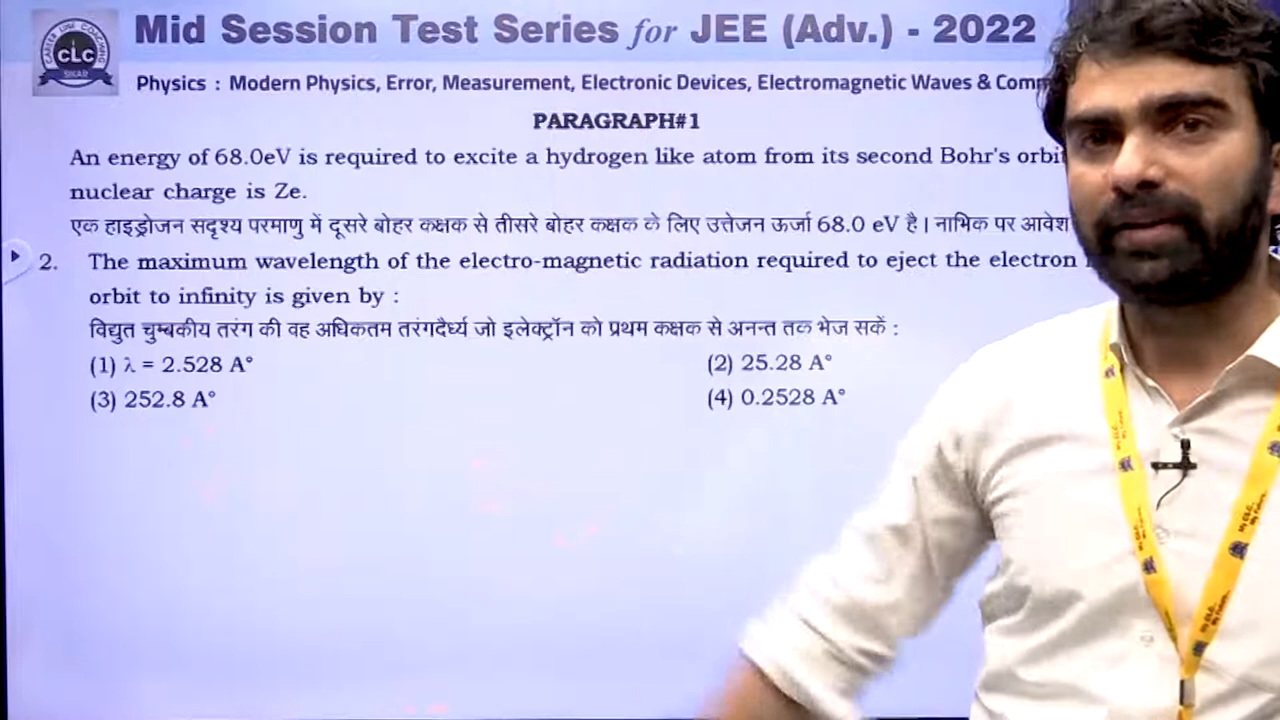 CAREER LINE COACHING
CLC
SIKAR
Mid Session Test Series for JEE (Adv.) - 2022
Physics : Modern Physics, Error, Measurement, Electronic Devices, Electromagnetic Waves &
PARAGRAPH#1
An energy of 68.0eV is required to excite a hydrogen like atom from its second Bohr's
nuclear charge is Ze.
एक हाइड्रोजन सदृश्य परमाणु में दूसरे बोहर कक्षक से तीसरे बोहर कक्षक के लिए उत्तेजन ऊर्जा 68.0 eV है। नाभिक पर आवेश
2. The maximum wavelength of the electro-magnetic radiation required to eject the electron
orbit to infinity is given by :
विद्युत चुम्बकीय तरंग की वह अधिकतम तरंगदैर्ध्य जो इलेक्ट्रॉन को प्रथम कक्षक से अनन्त तक भेज सकें :
(1) λ = 2.528 A° (2) 25.28 A°
(3) 252.8 A° (4) 0.2528 A°